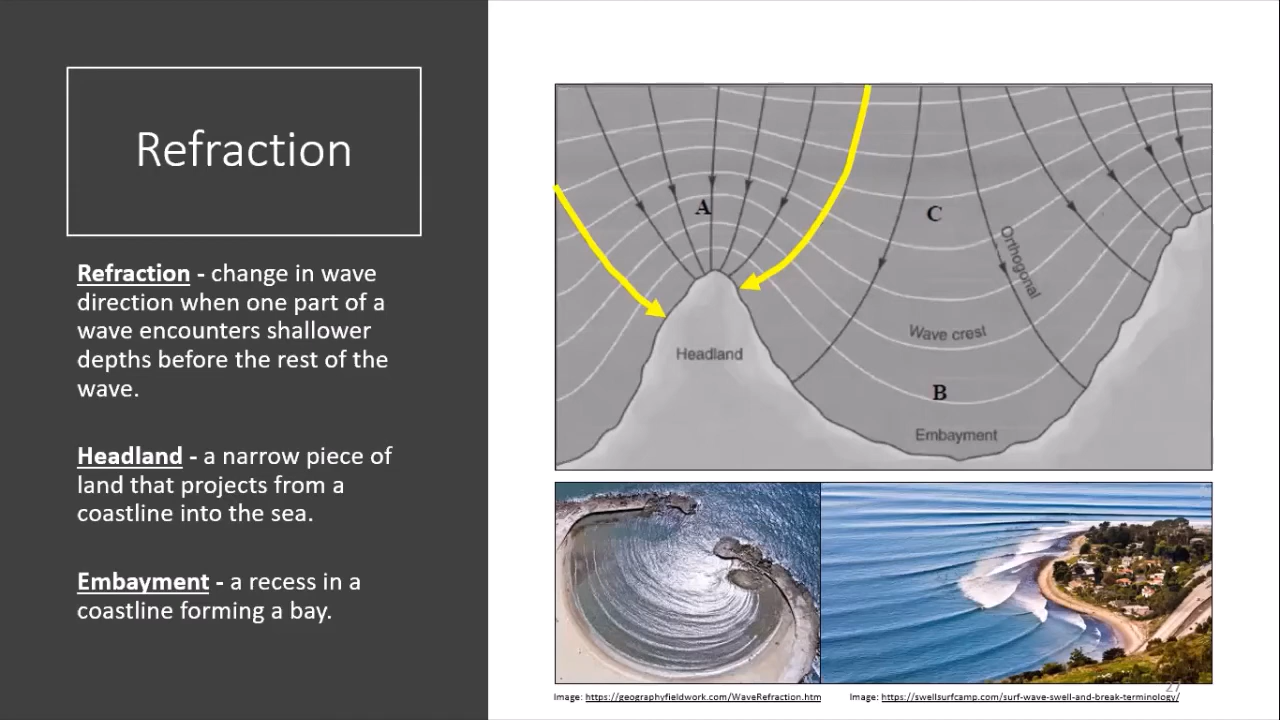 Refraction
Refraction - change in wave
direction when one part of a
wave encounters shallower
depths before the rest of the
wave.
Headland - a narrow piece of
land that projects from a
coastline into the sea.
Embayment - a recess in a
coastline forming a bay.
A
C
Orthogonal
Wave crest
Headland
B
Embayment
Image: https://geographyfieldwork.com/WaveRefraction.htm
Image: https://swellsurfcamp.com/surf-wave-swell-and-break-terminology/
27